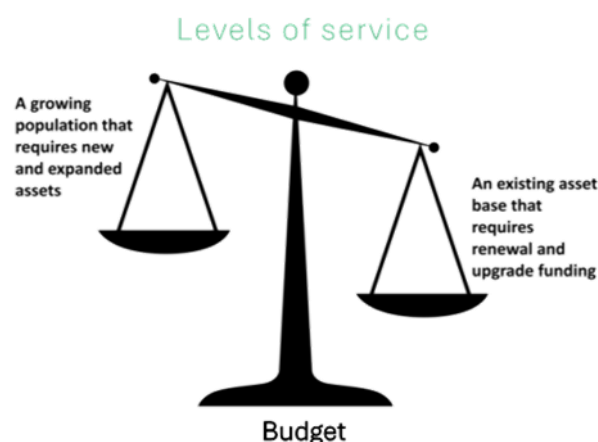 Levels of service
A growing
population that
requires new
and expanded
assets
An existing asset
base that
requires
renewal and
upgrade funding
Budget